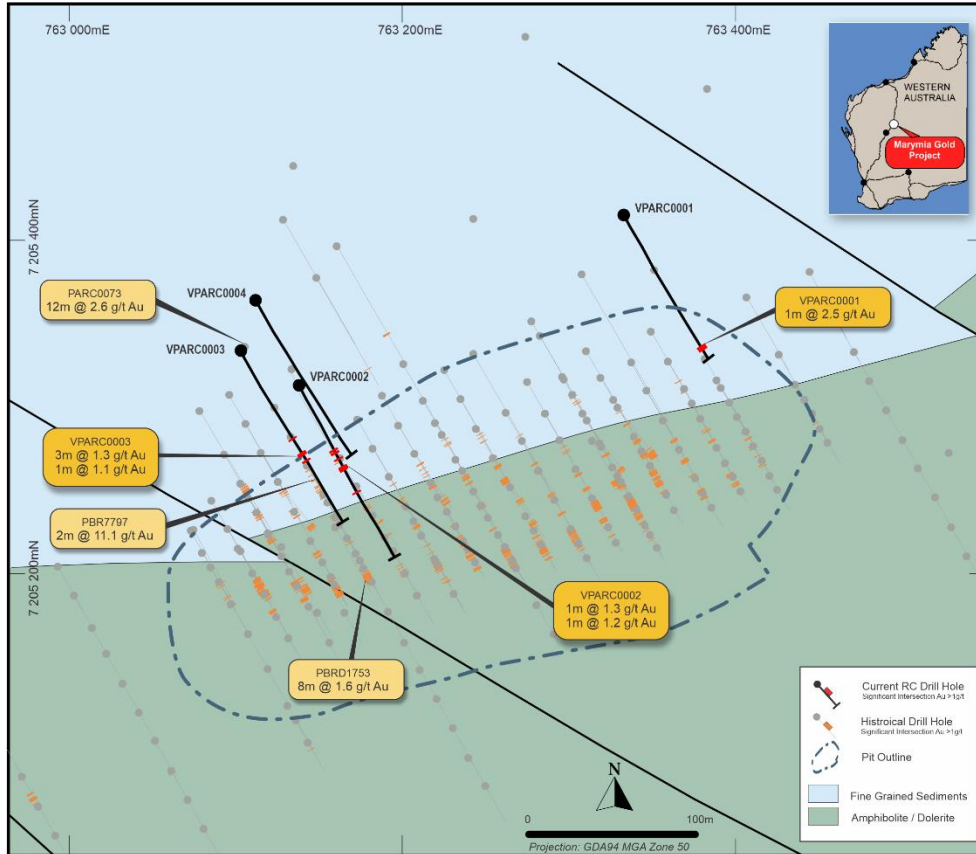 763 000mE
763 200mE
763 400mE
WESTERN
AUSTRALIA
Marymia Gold
Project
7 205 400mN
7 205 200mN
VPARC0001
VPARC0004
VPARC0003
VPARC0002
PARC0073
12m @ 2.6 g/t Au
VPARC0001
1m @ 2.5 g/t Au
VPARC0003
3m @ 1.3 g/t Au
1m @ 1.1 g/t Au
PBR7797
2m @ 11.1 g/t Au
VPARC0002
1m @ 1.3 g/t Au
1m @ 1.2 g/t Au
PBRD1753
8m @ 1.6 g/t Au
Current RC Drill Hole
Significant Intersection Au >1g/t
Histroical Drill Hole
Significant Intersection Au >1g/t
Pit Outline
Fine Grained Sediments
Amphibolite / Dolerite
N
0
100m
Projection: GDA94 MGA Zone 50